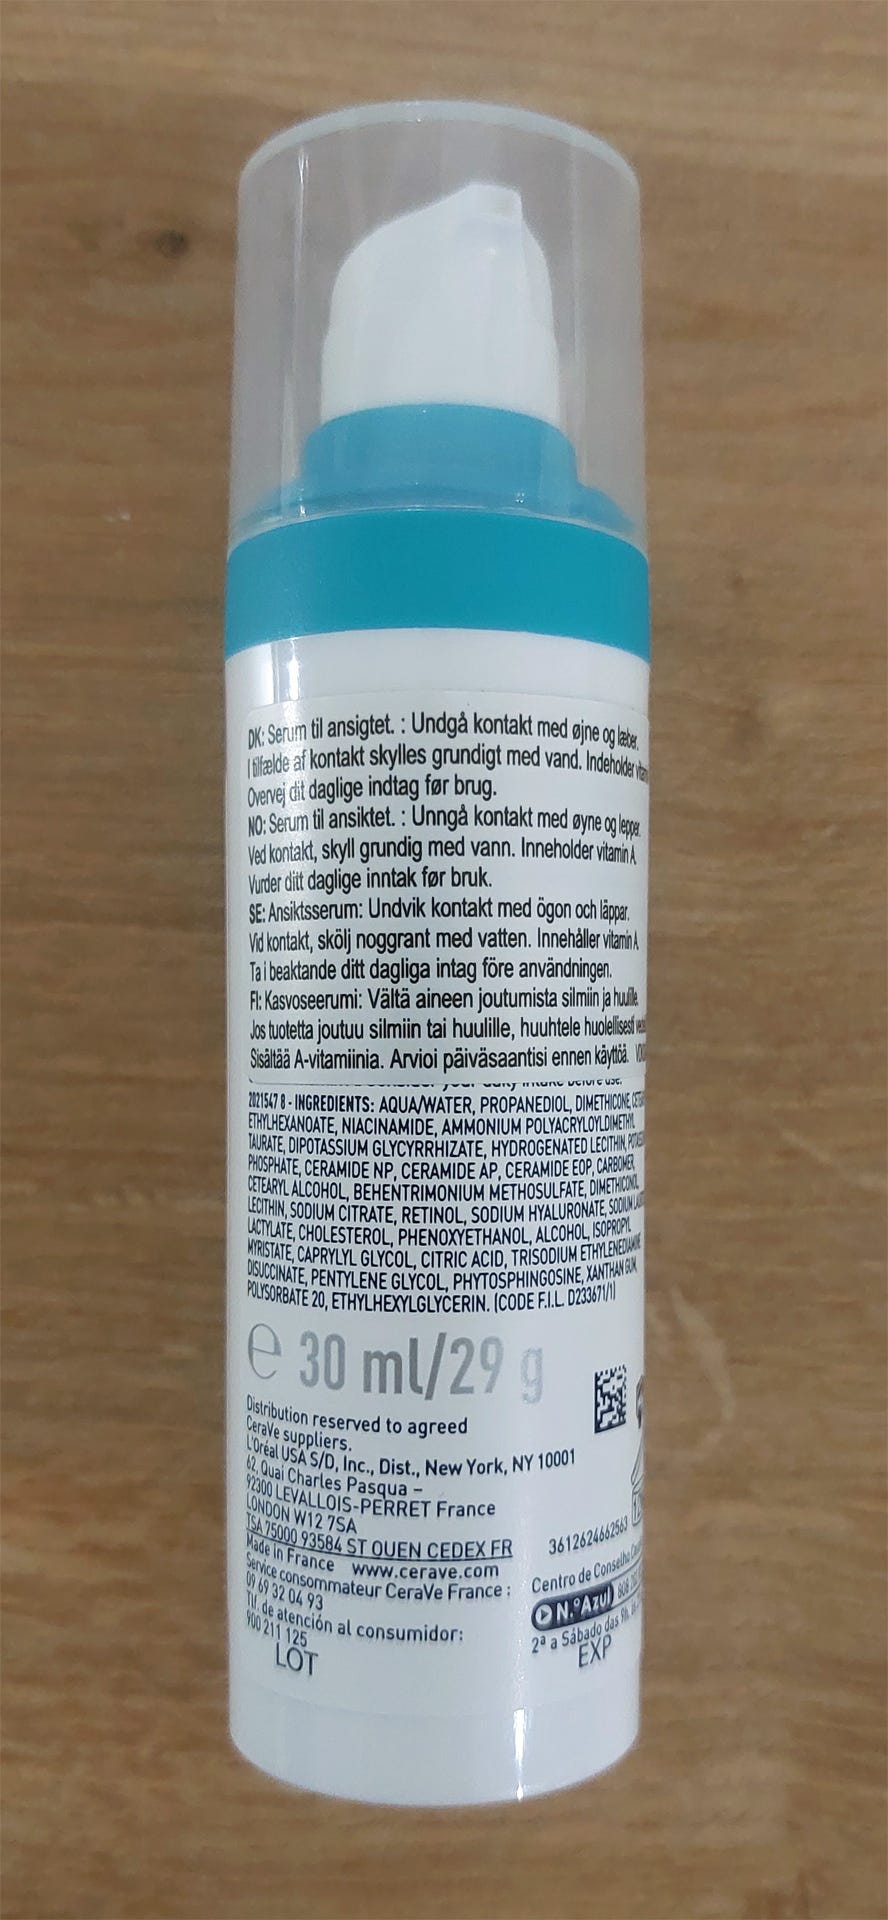 DK: Serum til ansigtet. : Undgå kontakt med øjne og læber.
I tilfælde af kontakt skylles grundigt med vand. Indeholder
Overvej dit daglige indtag før brug.
NO: Serum til ansiktet. : Unngå kontakt med øyne og lepper.
Ved kontakt, skyll grundig med vann. Inneholder vitamin A.
Vurder ditt daglige inntak før bruk.
SE: Ansiktsserum: Undvik kontakt med ögon och läppar.
Vid kontakt, skölj noggrant med vatten. Innehåller vitamin A.
Ta i beaktande ditt dagliga intag före användningen.
FI: Kasvoseerumi: Vältä aineen joutumista silmiin ja huulille.
Jos tuotetta joutuu silmiin tai huulille, huuhtele huolellisesti
Sisältää A-vitamiinia. Arvioi päiväsaantisi ennen käyttöä.
your daily intake before use.
2021547 8 - INGREDIENTS: AQUA/WATER, PROPANEDIOL, DIMETHICONE,
ETHYLHEXANOATE, NIACINAMIDE, AMMONIUM POLYACRYLOYLDIMETHYL
TAURATE, DIPOTASSIUM GLYCYRRHIZATE, HYDROGENATED LECITHIN,
PHOSPHATE, CERAMIDE NP, CERAMIDE AP, CERAMIDE EOP, CARBOMER,
CETEARYL ALCOHOL, BEHENTRIMONIUM METHOSULFATE, DIMETHICONOL,
LECITHIN, SODIUM CITRATE, RETINOL, SODIUM HYALURONATE, SODIUM
LACTYLATE, CHOLESTEROL, PHENOXYETHANOL, ALCOHOL, ISOPROPYL
MYRISTATE, CAPRYLYL GLYCOL, CITRIC ACID, TRISODIUM ETHYLENEDIAMINE
DISUCCINATE, PENTYLENE GLYCOL, PHYTOSPHINGOSINE, XANTHAN GUM,
POLYSORBATE 20, ETHYLHEXYLGLYCERIN. (CODE F.I.L. D233671/1)
e 30 ml/29 g
Distribution reserved to agreed
CeraVe suppliers.
L'Oréal USA S/D, Inc., Dist., New York, NY 10001
62, Quai Charles Pasqua –
92300 LEVALLOIS-PERRET France
LONDON W12 7SA
TSA 75000 93584 ST OUEN CEDEX FR
Made in France www.cerave.com
Service consommateur CeraVe France :
09 69 32 04 93
Tlf. de atención al consumidor:
900 211 125
LOT
3612624662563
Centro de Conselho
N.º Azul 808
2ª a Sábado das 9h
EXP